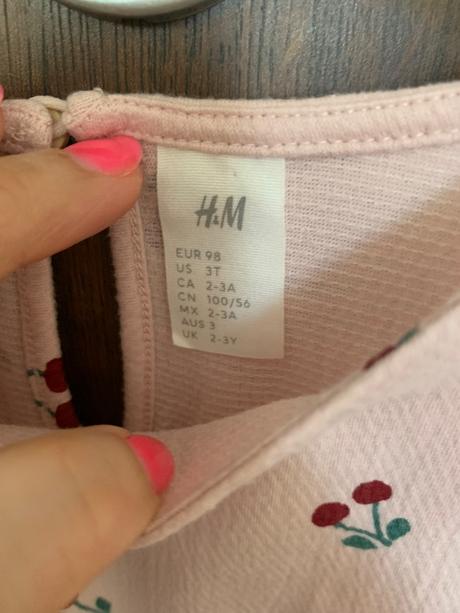 H&M
EUR 98
US 3T
CA 2-3A
CN 100/56
MX 2-3A
AUS 3
UK 2-3Y